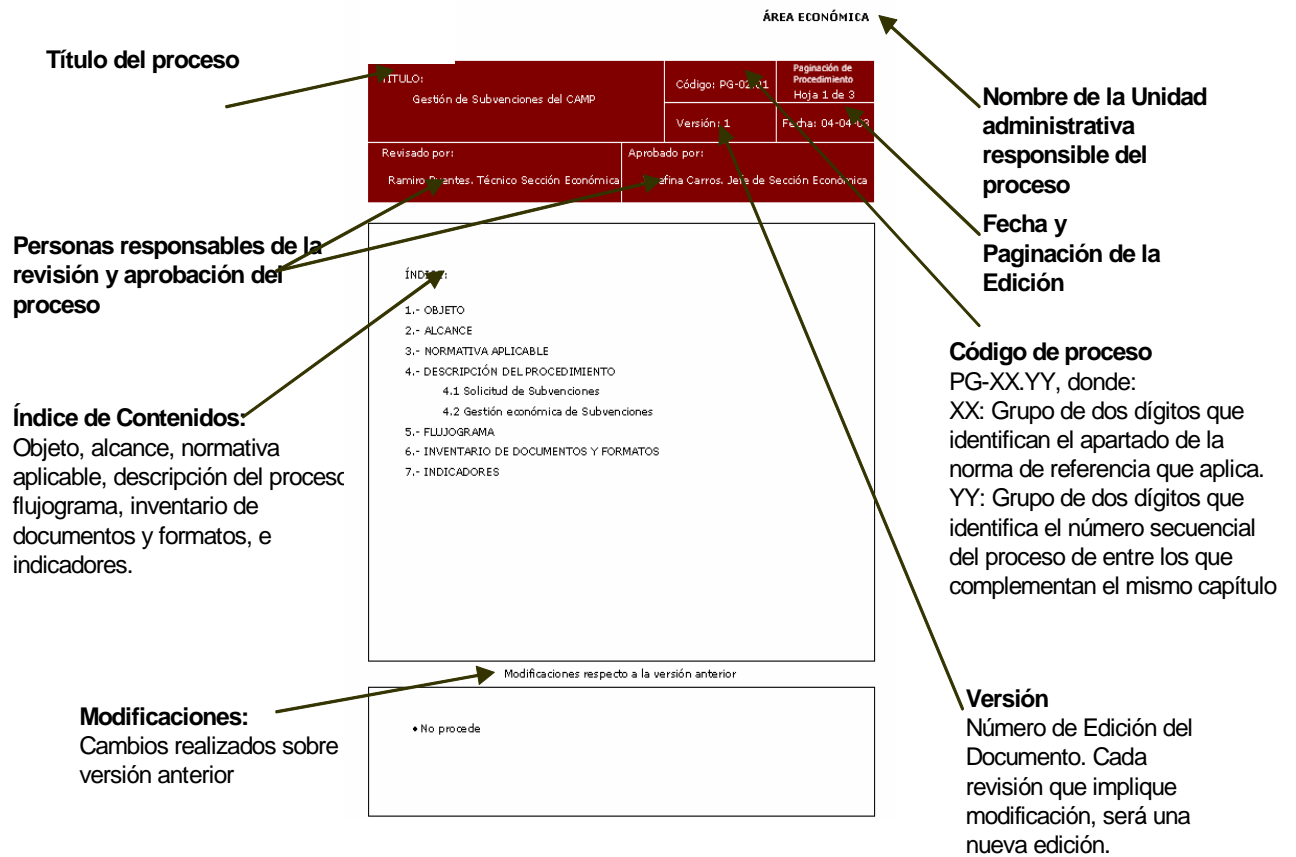 ÁREA ECONÓMICA
Título del proceso
TÍTULO:
Gestión de Subvenciones del CAMP
Código: PG-02.01
Paginación de
Procedimiento
Hoja 1 de 3
Versión: 1
Fecha: 04-04-03
Revisado por:
Ramiro Puentes. Técnico Sección Económica
Aprobado por:
Carros. Jefe de Sección Económica
Nombre de la Unidad
administrativa
responsible del
proceso
Fecha y
Paginación de la
Edición
Personas responsables de la
revisión y aprobación del
proceso
ÍNDICE:
1.- OBJETO
2.- ALCANCE
3.- NORMATIVA APLICABLE
4.- DESCRIPCIÓN DEL PROCEDIMIENTO
4.1 Solicitud de Subvenciones
4.2 Gestión económica de Subvenciones
5.- FLUJOGRAMA
6.- INVENTARIO DE DOCUMENTOS Y FORMATOS
7.- INDICADORES
Código de proceso
PG-XX.YY, donde:
XX: Grupo de dos dígitos que
identifican el apartado de la
norma de referencia que aplica.
YY: Grupo de dos dígitos que
identifica el número secuencial
del proceso de entre los que
complementan el mismo capítulo
Índice de Contenidos:
Objeto, alcance, normativa
aplicable, descripción del proceso
flujograma, inventario de
documentos y formatos, e
indicadores.
Modificaciones respecto a la versión anterior
• No procede
Modificaciones:
Cambios realizados sobre
versión anterior
Versión
Número de Edición del
Documento. Cada
revisión que implique
modificación, será una
nueva edición.